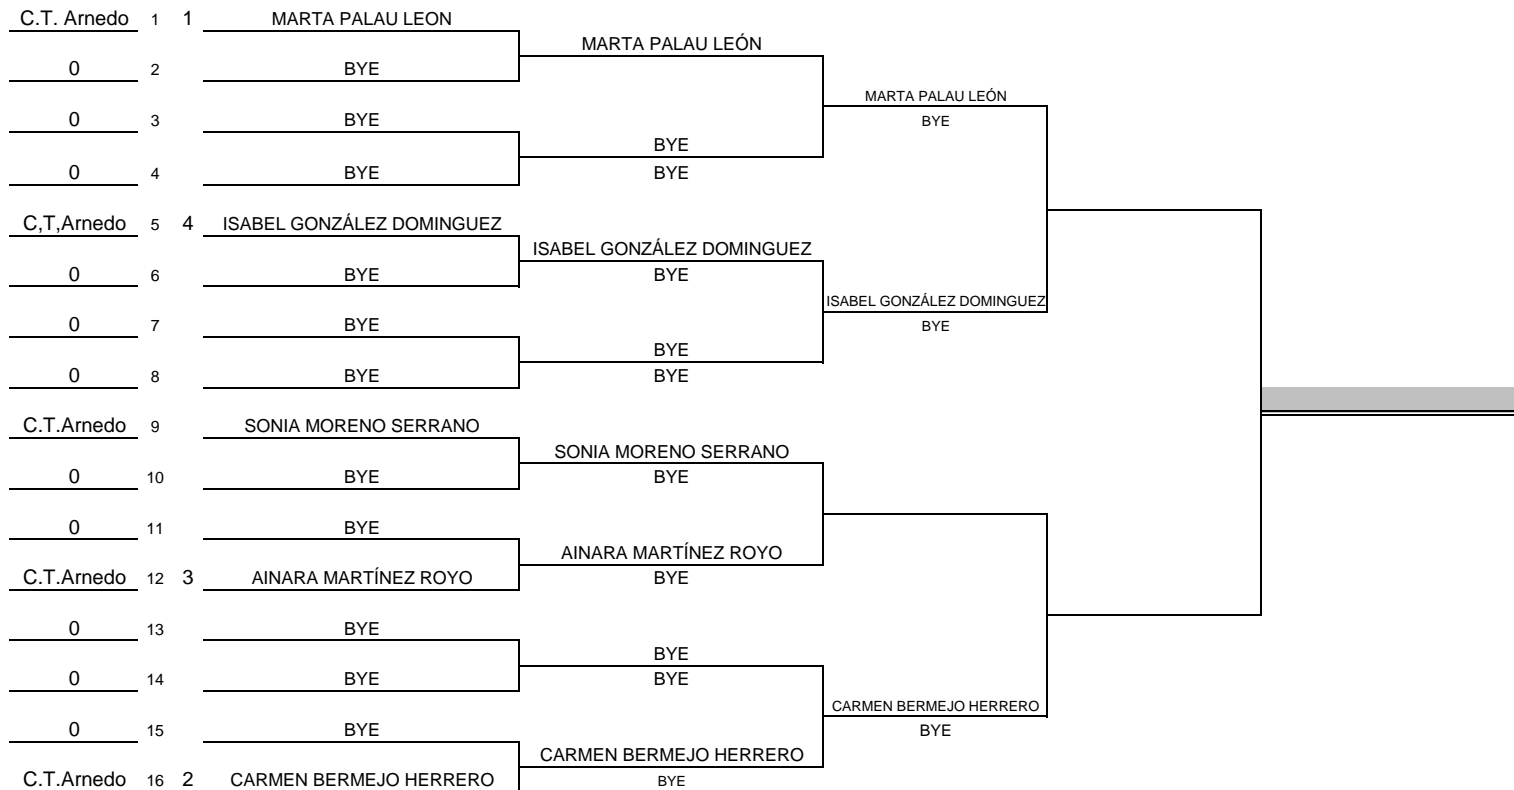 C.T. Arnedo 1 1 MARTA PALAU LEON
MARTA PALAU LEÓN
0 2 BYE
MARTA PALAU LEÓN
0 3 BYE
BYE
BYE
0 4 BYE
BYE
C,T,Arnedo 5 4 ISABEL GONZÁLEZ DOMINGUEZ
ISABEL GONZÁLEZ DOMINGUEZ
0 6 BYE
BYE
ISABEL GONZÁLEZ DOMINGUEZ
0 7 BYE
BYE
BYE
0 8 BYE
BYE
C.T.Arnedo 9 SONIA MORENO SERRANO
SONIA MORENO SERRANO
0 10 BYE
BYE
0 11 BYE
AINARA MARTÍNEZ ROYO
C.T.Arnedo 12 3 AINARA MARTÍNEZ ROYO
BYE
0 13 BYE
BYE
0 14 BYE
BYE
CARMEN BERMEJO HERRERO
0 15 BYE
BYE
CARMEN BERMEJO HERRERO
C.T.Arnedo 16 2 CARMEN BERMEJO HERRERO
BYE